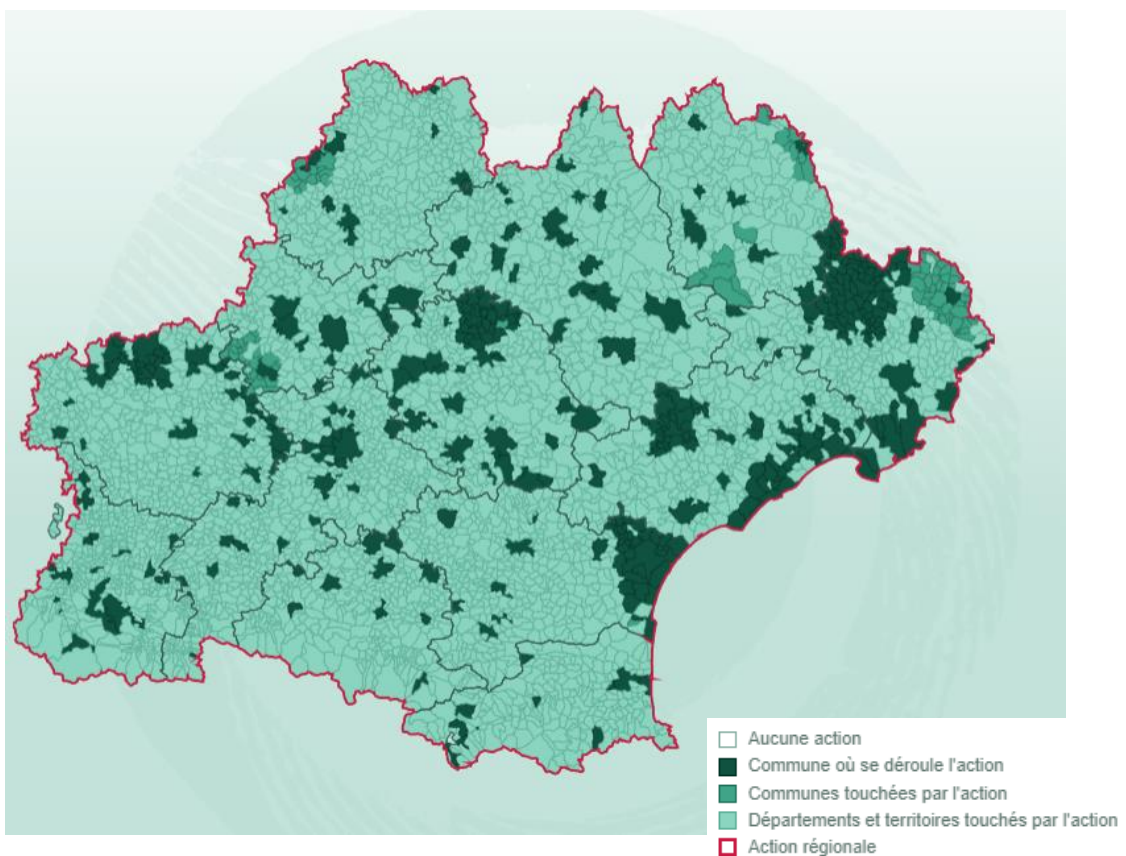 Aucune action
Commune où se déroule l'action
Communes touchées par l'action
Départements et territoires touchés par l'action
Action régionale